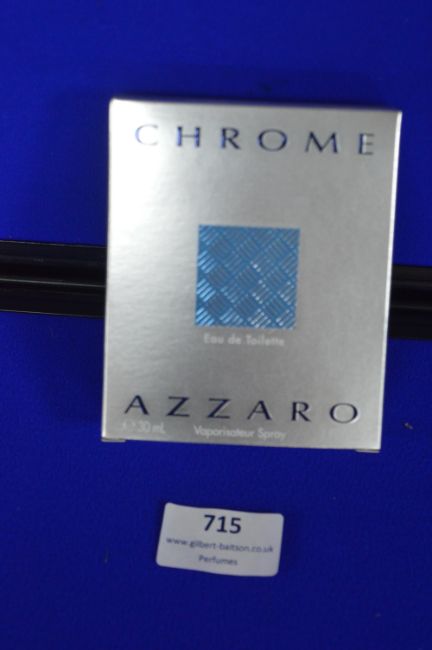 CHROME
Eau de Toilette
AZZARO
30 mL Vaporisateur Spray
715
www.gilbert-baitson.co.uk
Perfumes